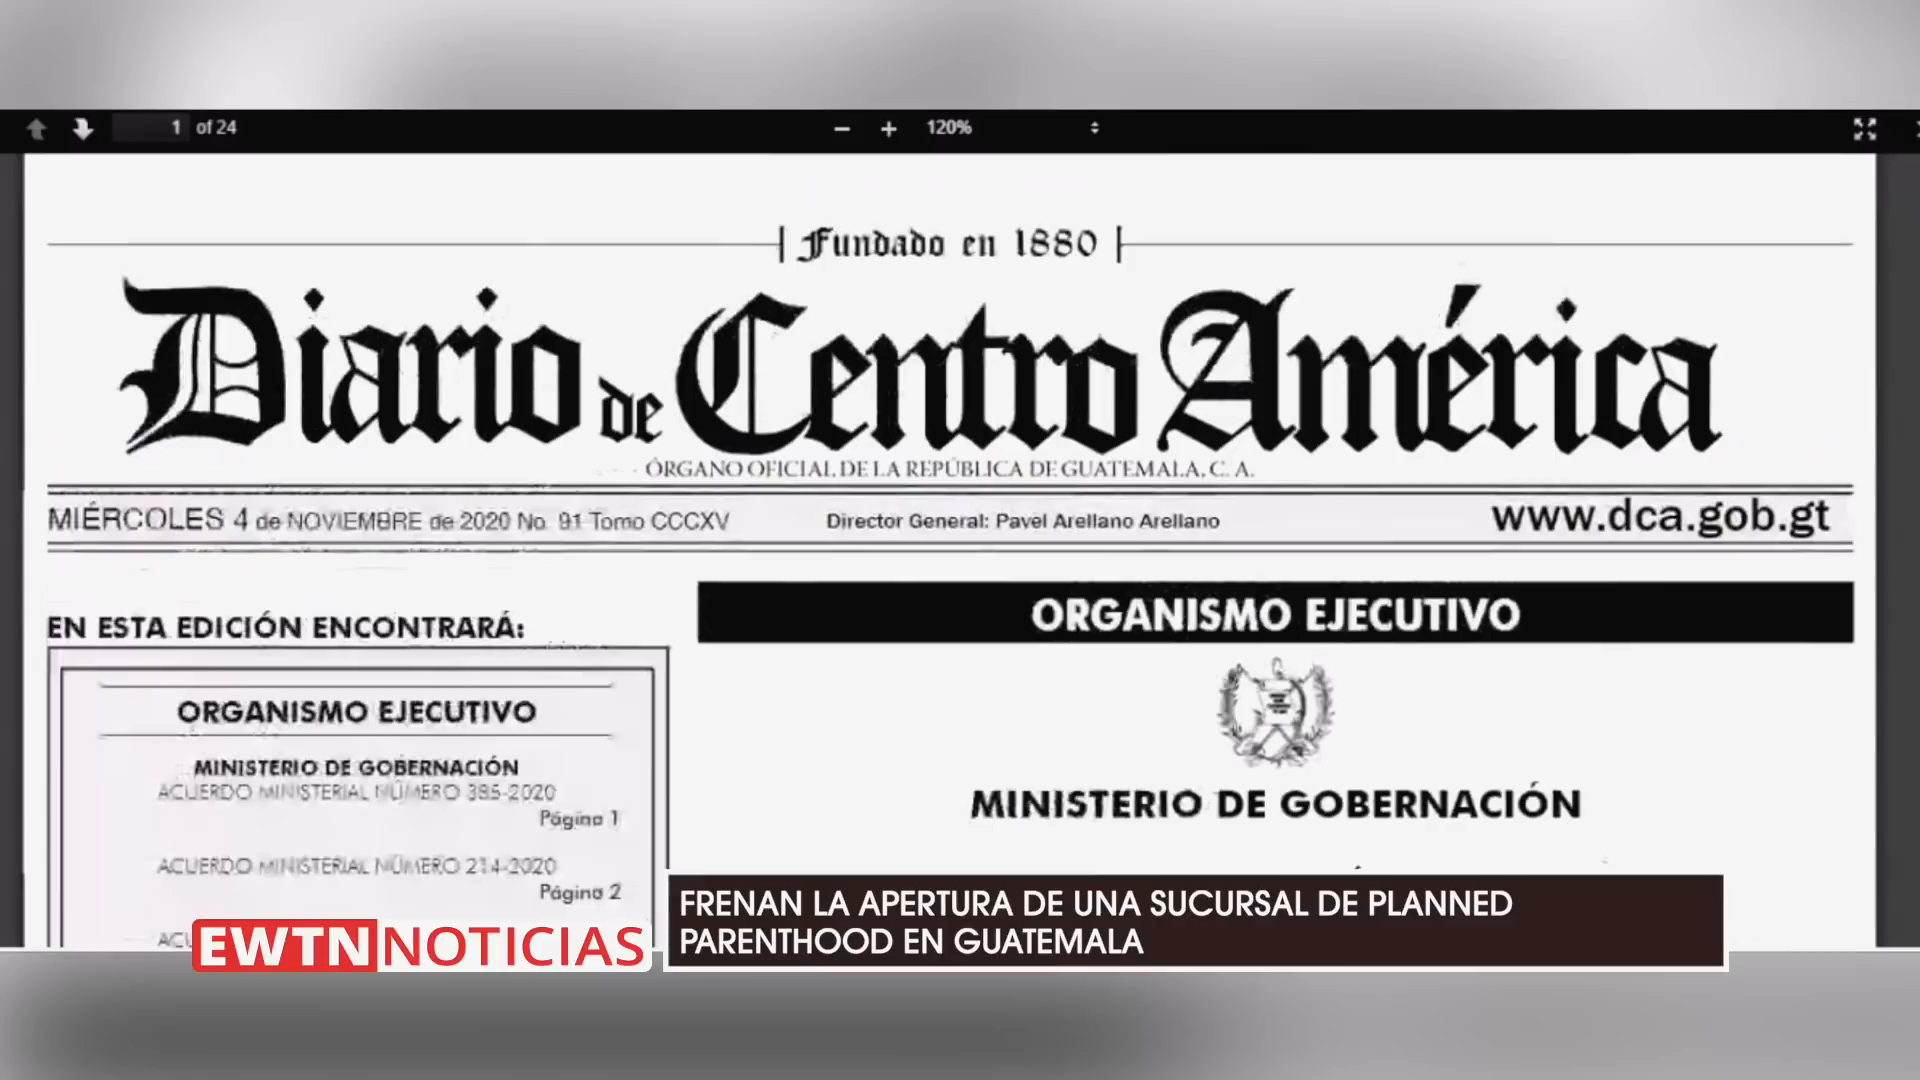 1 of 24
120%
Fundado en 1880
Diario de Centro América
ÓRGANO OFICIAL DE LA REPÚBLICA DE GUATEMALA, C. A.
MIÉRCOLES 4 de NOVIEMBRE de 2020 No. 91 Tomo CCCXV
Director General: Pavel Arellano Arellano
www.dca.gob.gt
EN ESTA EDICIÓN ENCONTRARÁ:
ORGANISMO EJECUTIVO
MINISTERIO DE GOBERNACIÓN
ACUERDO MINISTERIAL NÚMERO 385-2020
Página 1
ACUERDO MINISTERIAL NÚMERO 214-2020
Página 2
ORGANISMO EJECUTIVO
MINISTERIO DE GOBERNACIÓN
EWTN NOTICIAS
FRENAN LA APERTURA DE UNA SUCURSAL DE PLANNED
PARENTHOOD EN GUATEMALA